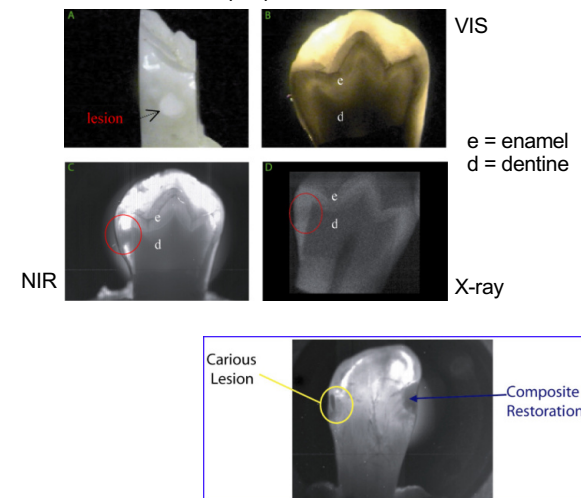 A
B
VIS
lesion
e
d
e = enamel
d = dentine
C
D
e
d
e
d
NIR
X-ray
Carious
Lesion
Composite
Restoration